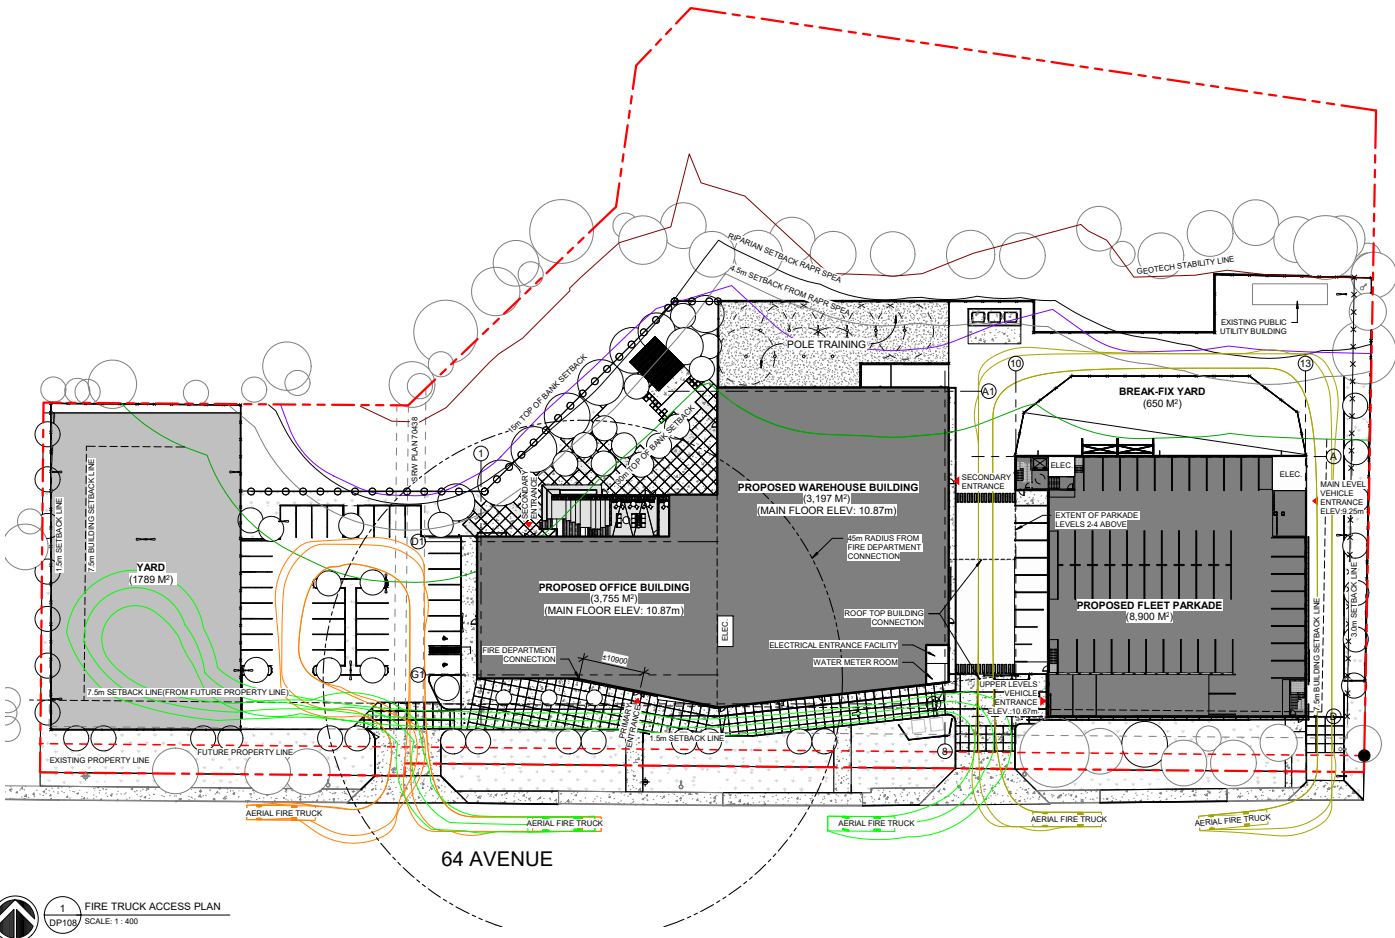 RIPARIAN SETBACK RAPR SPEA
4.5m SETBACK FROM RAPR SPEA
GEOTECH STABILITY LINE
EXISTING PUBLIC
UTILITY BUILDING
POLE TRAINING
15m TOP OF BANK SETBACK
30m TOP OF BANK SETBACK
SRW PLAN 70438
10
13
A1
1
A
BREAK-FIX YARD
(650 M²)
ELEC.
ELEC.
SECONDARY
ENTRANCE
SECONDARY
ENTRANCE
MAIN LEVEL
VEHICLE
ENTRANCE
ELEV:9.25m
PROPOSED WAREHOUSE BUILDING
(3,197 M²)
(MAIN FLOOR ELEV: 10.87m)
EXTENT OF PARKADE
LEVELS 2-4 ABOVE
1.5m SETBACK LINE
7.5m BUILDING SETBACK LINE
D1
45m RADIUS FROM
FIRE DEPARTMENT
CONNECTION
YARD
(1789 M²)
PROPOSED OFFICE BUILDING
(3,755 M²)
(MAIN FLOOR ELEV: 10.87m)
ELEC.
ROOF TOP BUILDING
CONNECTION
PROPOSED FLEET PARKADE
(8,900 M²)
7.5m BUILDING SETBACK LINE
3.0m SETBACK LINE
FIRE DEPARTMENT
CONNECTION
±10900
ELECTRICAL ENTRANCE FACILITY
WATER METER ROOM
G1
UPPER LEVELS
VEHICLE
ENTRANCE
ELEV.:10.67m
7.5m SETBACK LINE(FROM FUTURE PROPERTY LINE)
PRIMARY
ENTRANCE
1.5m SETBACK LINE
8
FUTURE PROPERTY LINE
EXISTING PROPERTY LINE
AERIAL FIRE TRUCK
AERIAL FIRE TRUCK
AERIAL FIRE TRUCK
AERIAL FIRE TRUCK
AERIAL FIRE TRUCK
64 AVENUE
1
DP108
FIRE TRUCK ACCESS PLAN
SCALE: 1 : 400